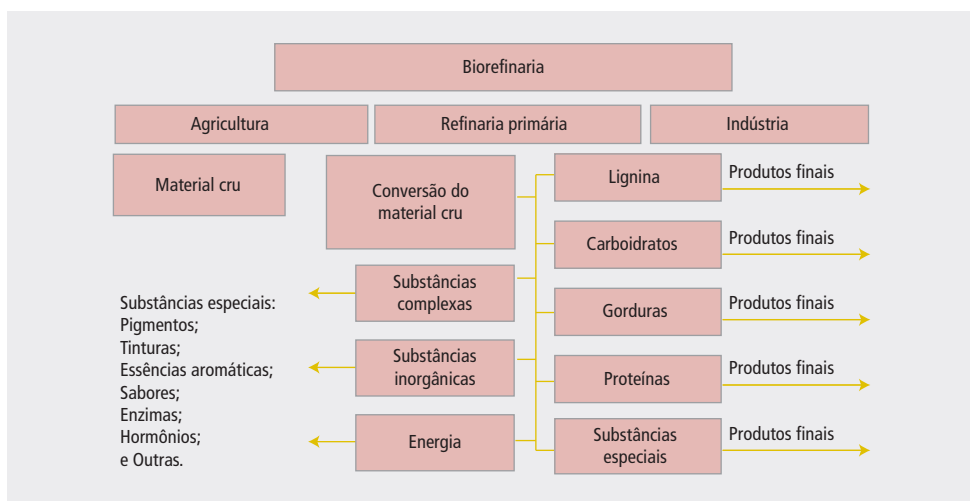 Biorefinaria
Agricultura
Refinaria primária
Indústria
Material cru
Conversão do
material cru
Lignina
Produtos finais
Carboidratos
Produtos finais
Substâncias
complexas
Gorduras
Produtos finais
Substâncias
inorgânicas
Proteínas
Produtos finais
Energia
Substâncias
especiais
Produtos finais
Substâncias especiais:
Pigmentos;
Tinturas;
Essências aromáticas;
Sabores;
Enzimas;
Hormônios;
e Outras.